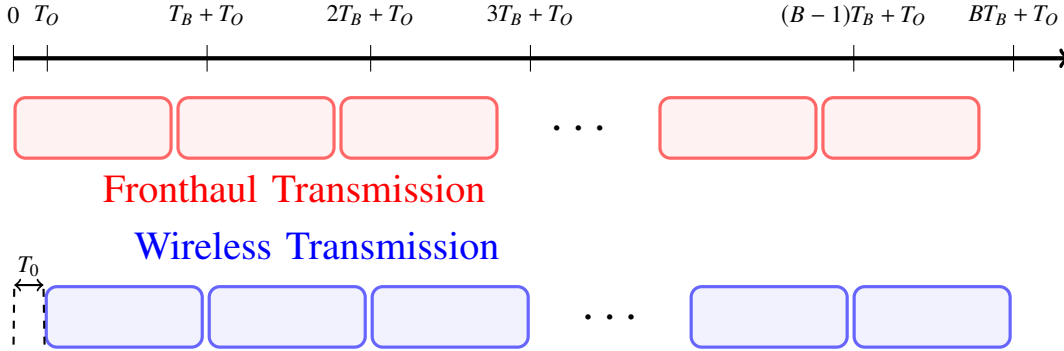 0 T_O T_B + T_O 2T_B + T_O 3T_B + T_O (B − 1)T_B + T_O BT_B + T_O
· · ·
Fronthaul Transmission
Wireless Transmission
T_0
· · ·